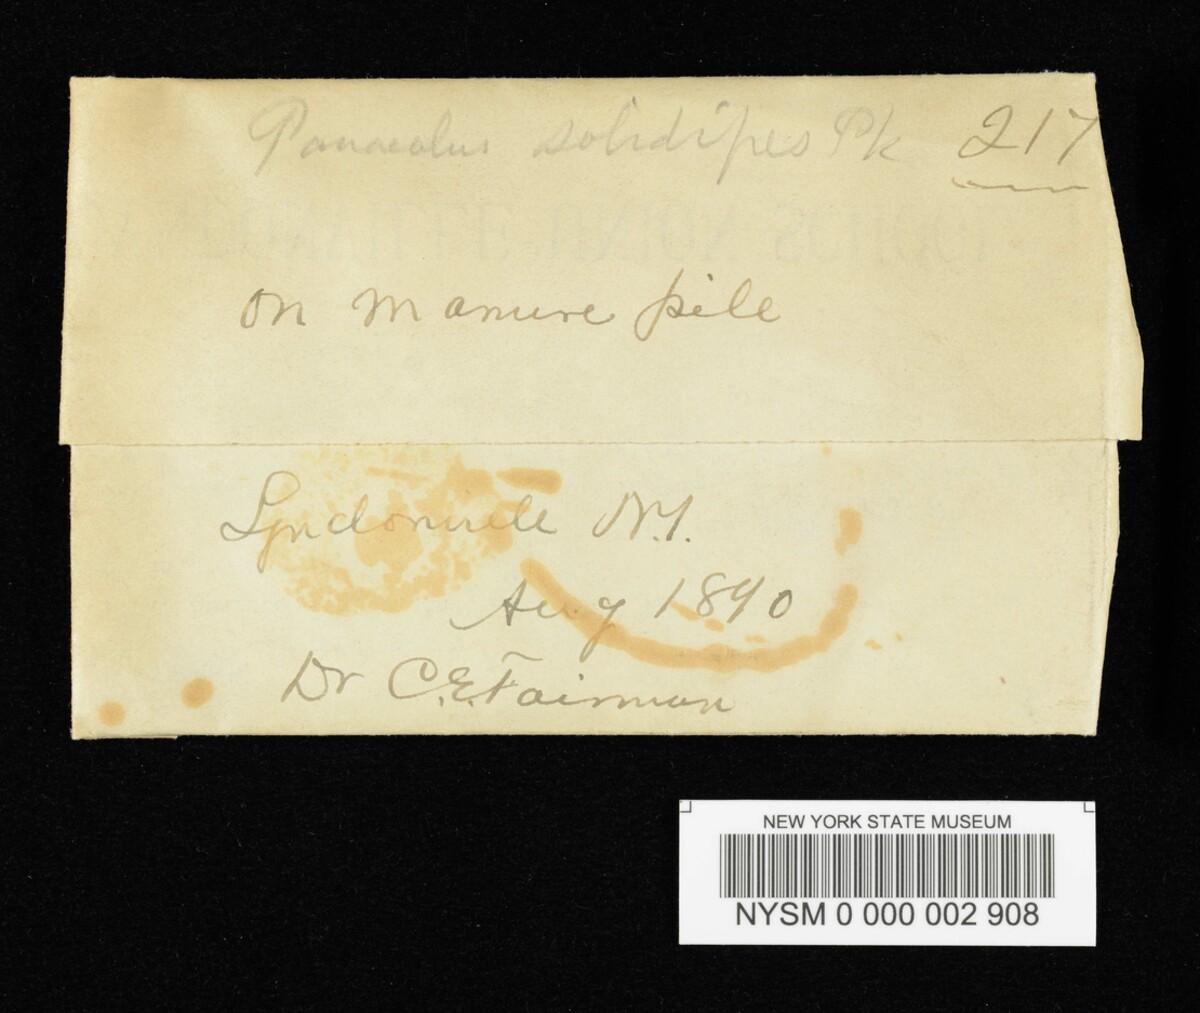 Panaeolus solidipes Pk 217
on Manure pile
Lyndonville N.Y.
Aug 1890
Dr C.E. Fairman
NEW YORK STATE MUSEUM
NYSM 0 000 002 908